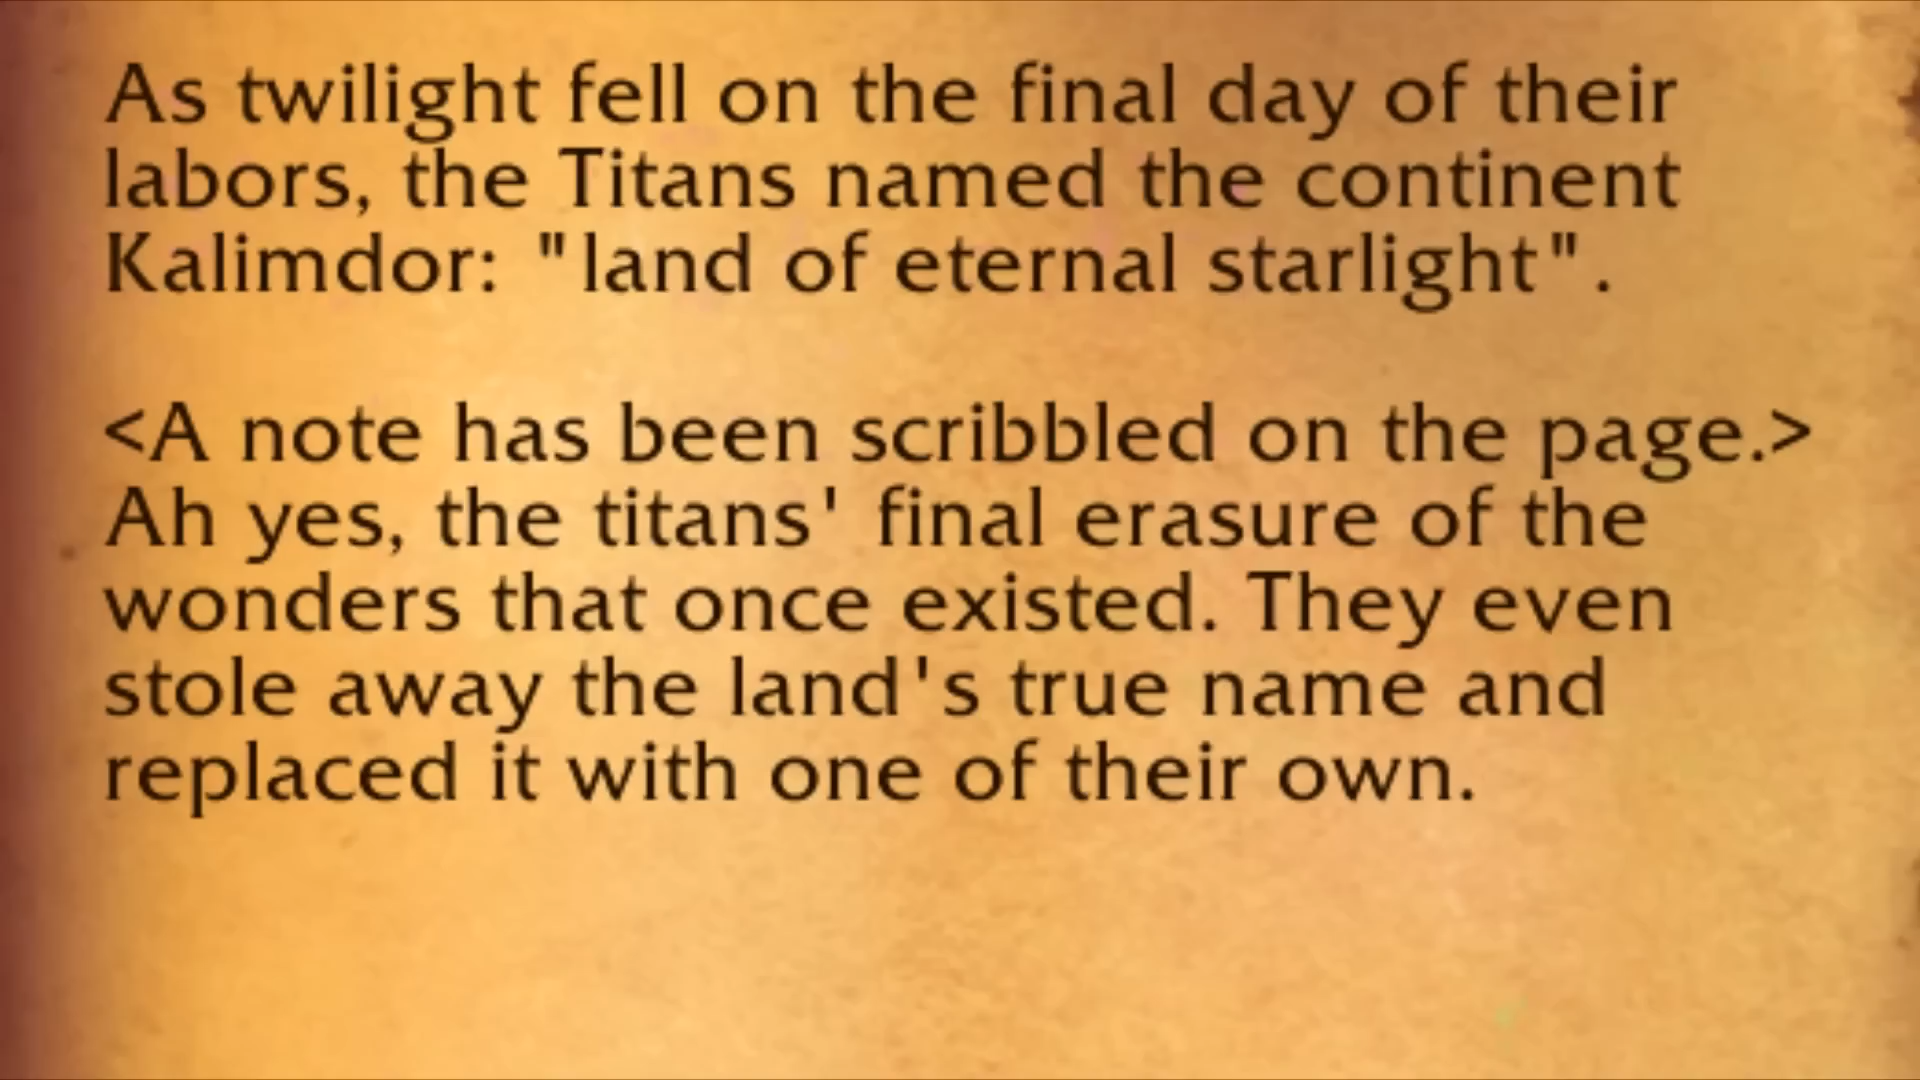 As twilight fell on the final day of their
labors, the Titans named the continent
Kalimdor: "land of eternal starlight".
<A note has been scribbled on the page.>
Ah yes, the titans' final erasure of the
wonders that once existed. They even
stole away the land's true name and
replaced it with one of their own.